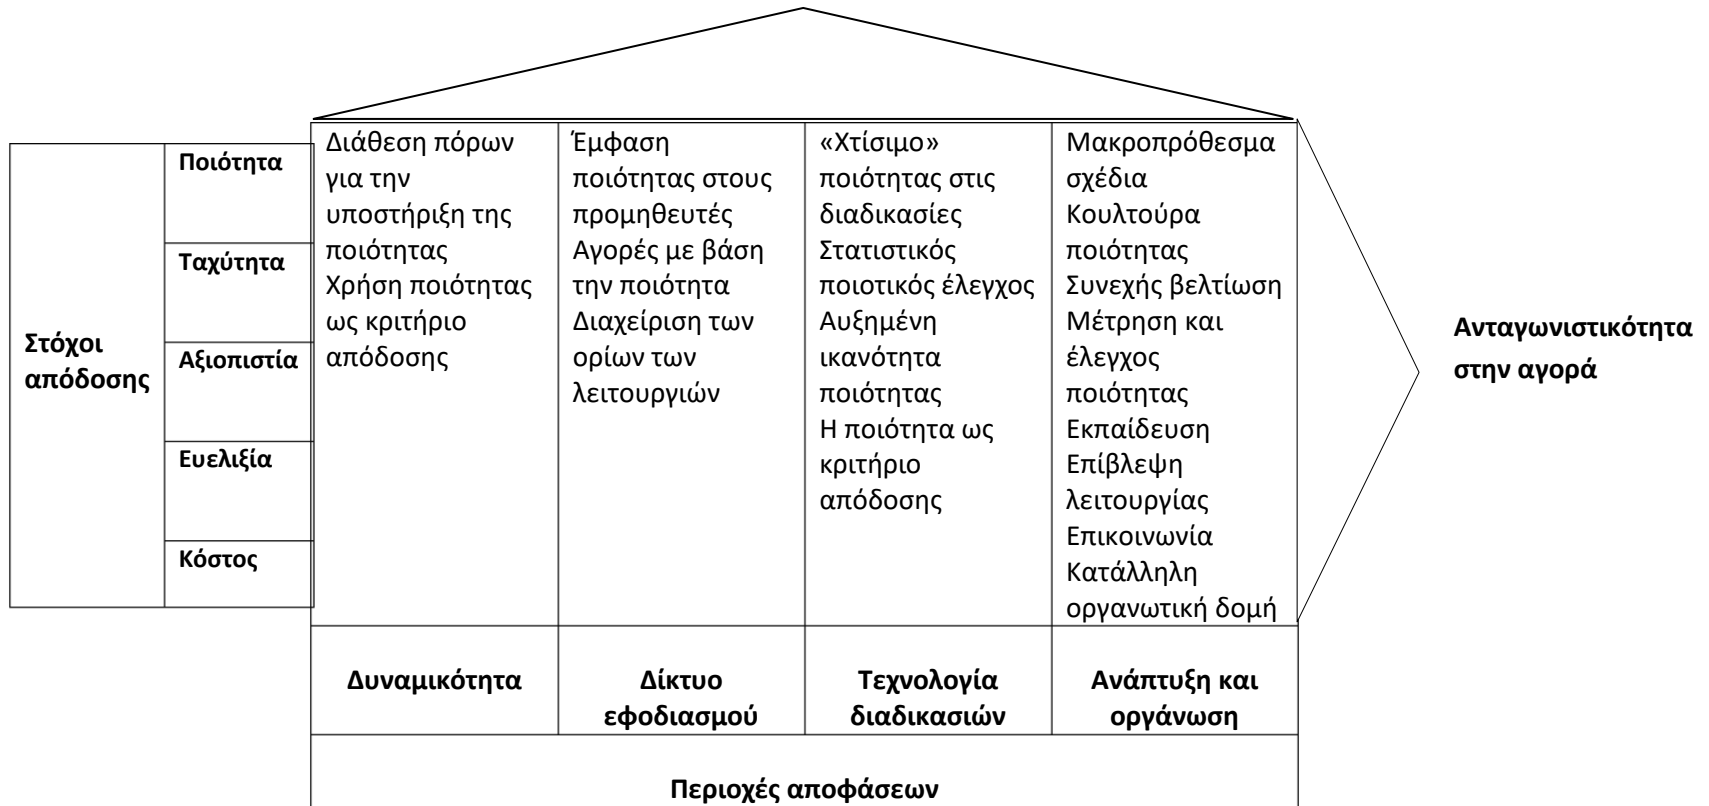 Στόχοι
απόδοσης
Ποιότητα
Ταχύτητα
Αξιοπιστία
Ευελιξία
Κόστος
Διάθεση πόρων
για την
υποστήριξη της
ποιότητας
Χρήση ποιότητας
ως κριτήριο
απόδοσης
Έμφαση
ποιότητας στους
προμηθευτές
Αγορές με βάση
την ποιότητα
Διαχείριση των
ορίων των
λειτουργιών
«Χτίσιμο»
ποιότητας στις
διαδικασίες
Στατιστικός
ποιοτικός έλεγχος
Αυξημένη
ικανότητα
ποιότητας
Η ποιότητα ως
κριτήριο
απόδοσης
Μακροπρόθεσμα
σχέδια
Κουλτούρα
ποιότητας
Συνεχής βελτίωση
Μέτρηση και
έλεγχος
ποιότητας
Εκπαίδευση
Επίβλεψη
λειτουργίας
Επικοινωνία
Κατάλληλη
οργανωτική δομή
Ανταγωνιστικότητα
στην αγορά
Δυναμικότητα
Δίκτυο
εφοδιασμού
Τεχνολογία
διαδικασιών
Ανάπτυξη και
οργάνωση
Περιοχές αποφάσεων